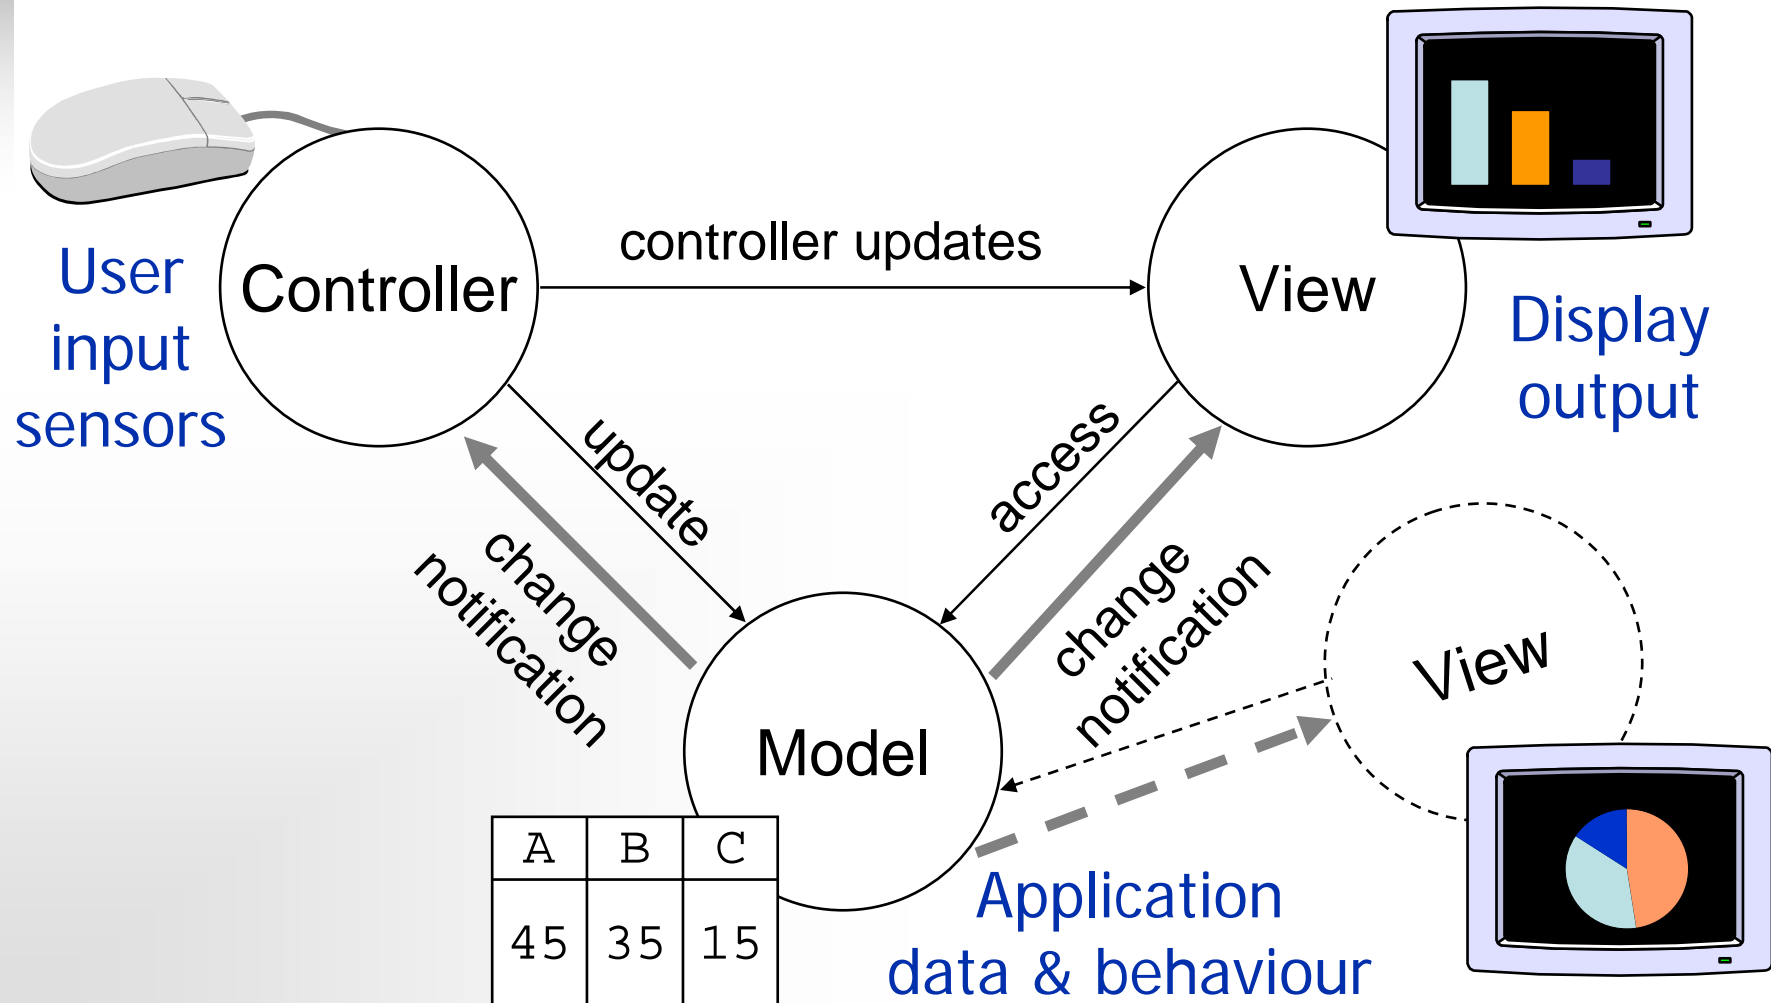 User
input
sensors
Controller
controller updates
View
Display
output
update
change
notification
access
change
notification
View
Model
A B C
45 35 15
Application
data & behaviour